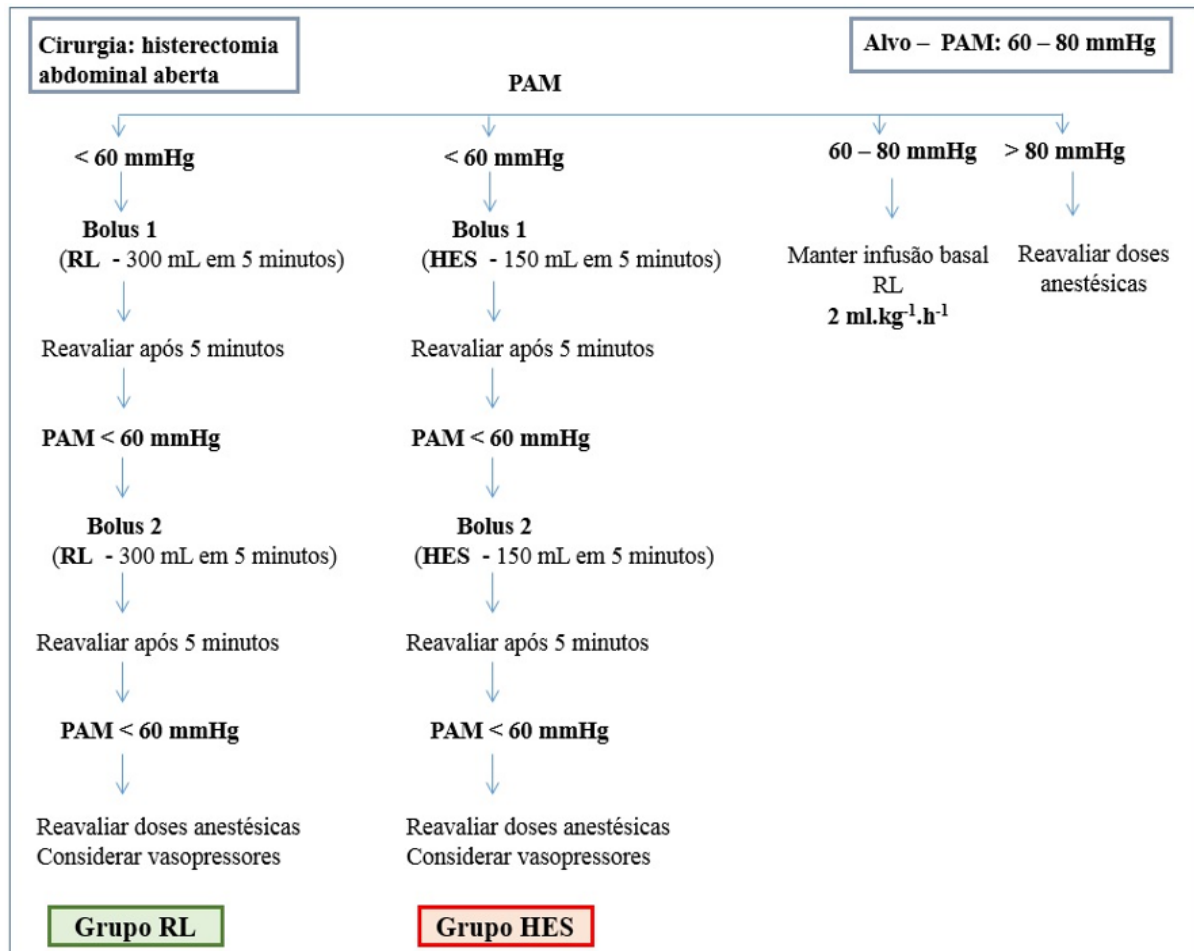 Cirurgia: histerectomia
abdominal aberta
Alvo – PAM: 60 – 80 mmHg
PAM
< 60 mmHg
Bolus 1
(RL - 300 mL em 5 minutos)
Reavaliar após 5 minutos
PAM < 60 mmHg
Bolus 2
(RL - 300 mL em 5 minutos)
Reavaliar após 5 minutos
PAM < 60 mmHg
Reavaliar doses anestésicas
Considerar vasopressores
Grupo RL
< 60 mmHg
Bolus 1
(HES - 150 mL em 5 minutos)
Reavaliar após 5 minutos
PAM < 60 mmHg
Bolus 2
(HES - 150 mL em 5 minutos)
Reavaliar após 5 minutos
PAM < 60 mmHg
Reavaliar doses anestésicas
Considerar vasopressores
Grupo HES
60 – 80 mmHg
Manter infusão basal
RL
2 ml.kg⁻¹.h⁻¹
> 80 mmHg
Reavaliar doses
anestésicas